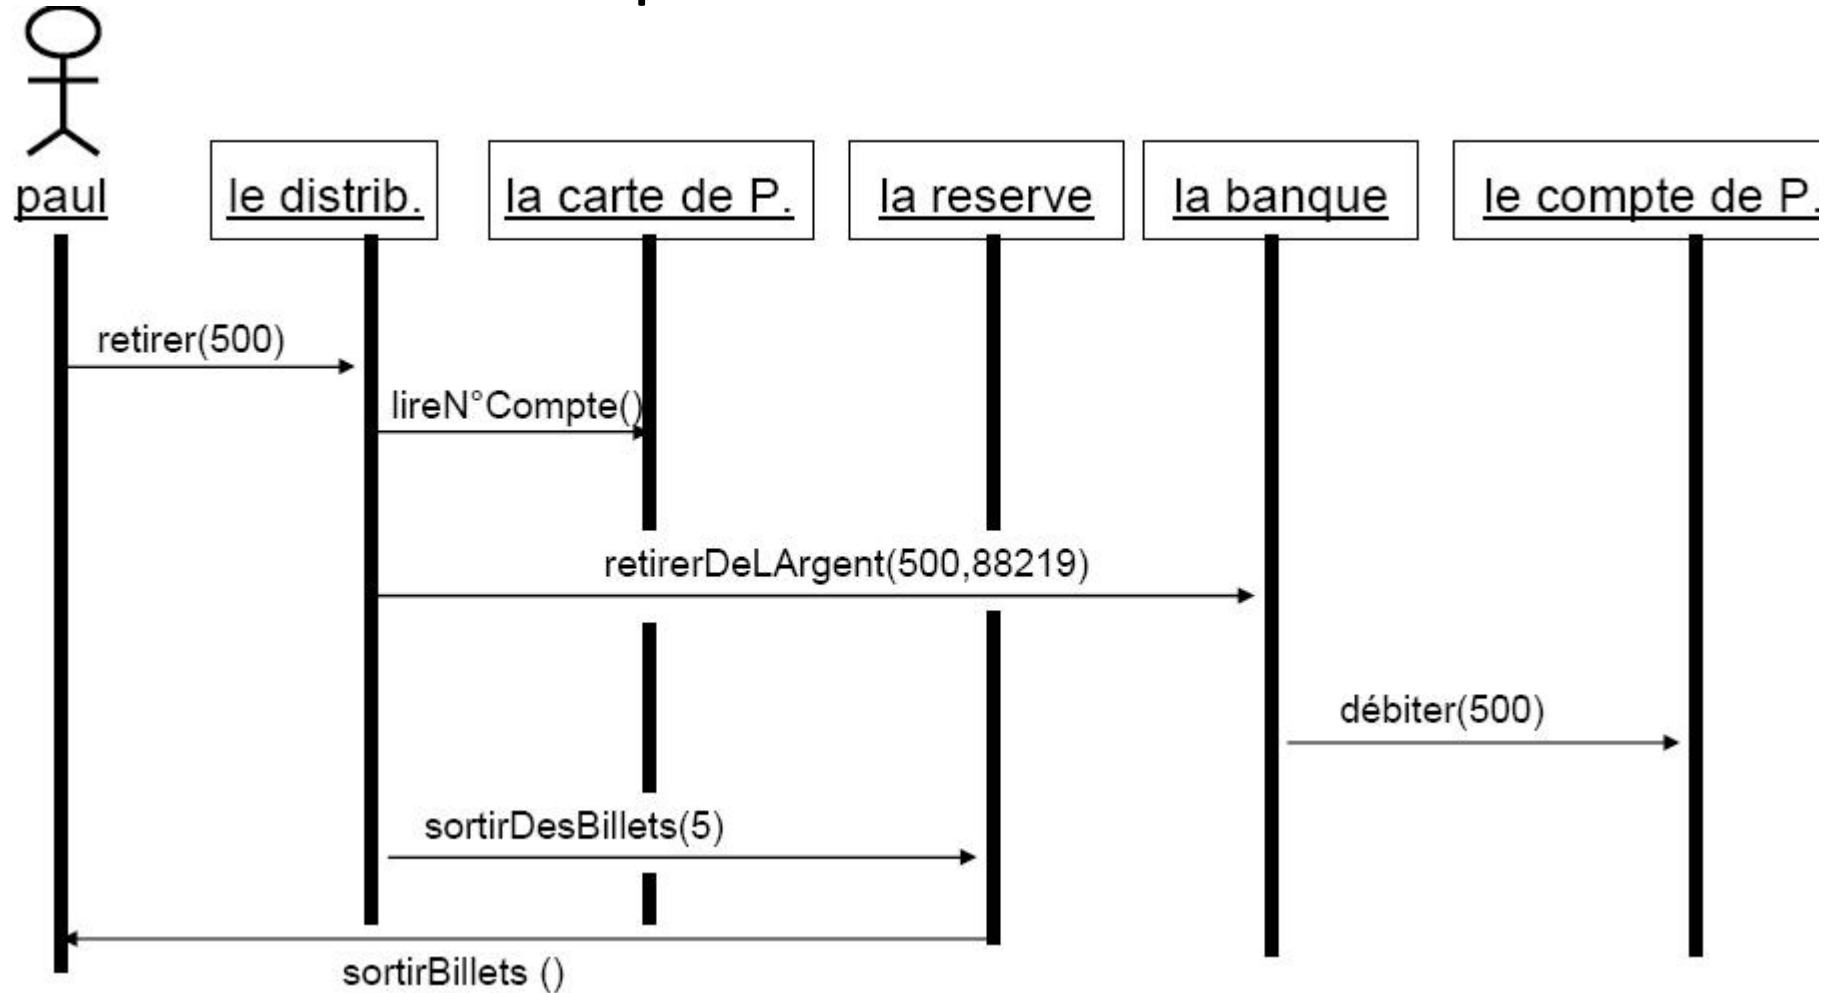 paul
le distrib.
la carte de P.
la reserve
la banque
le compte de P.
retirer(500)
lireN°Compte()
retirerDeLArgent(500,88219)
débiter(500)
sortirDesBillets(5)
sortirBillets ()